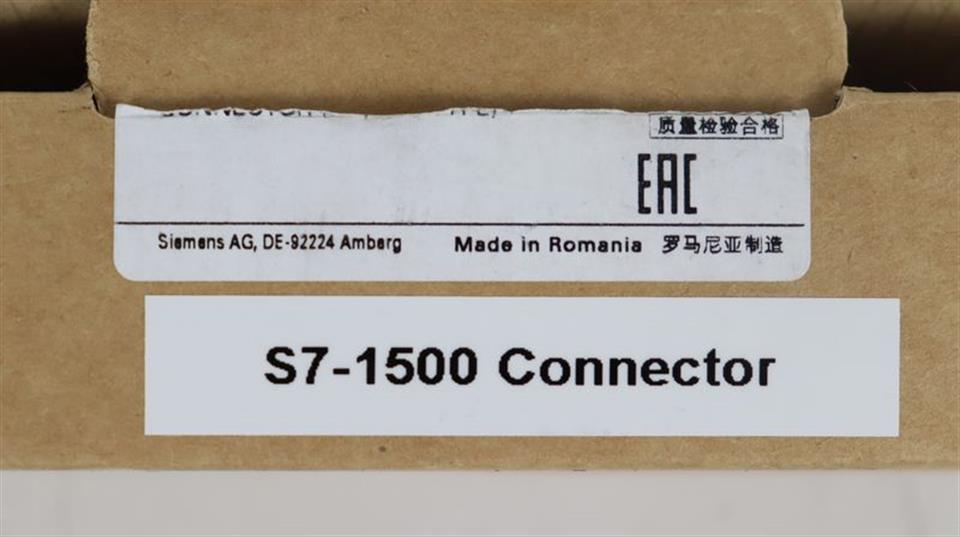 质量检验合格
EAC
Siemens AG, DE-92224 Amberg Made in Romania 罗马尼亚制造
S7-1500 Connector